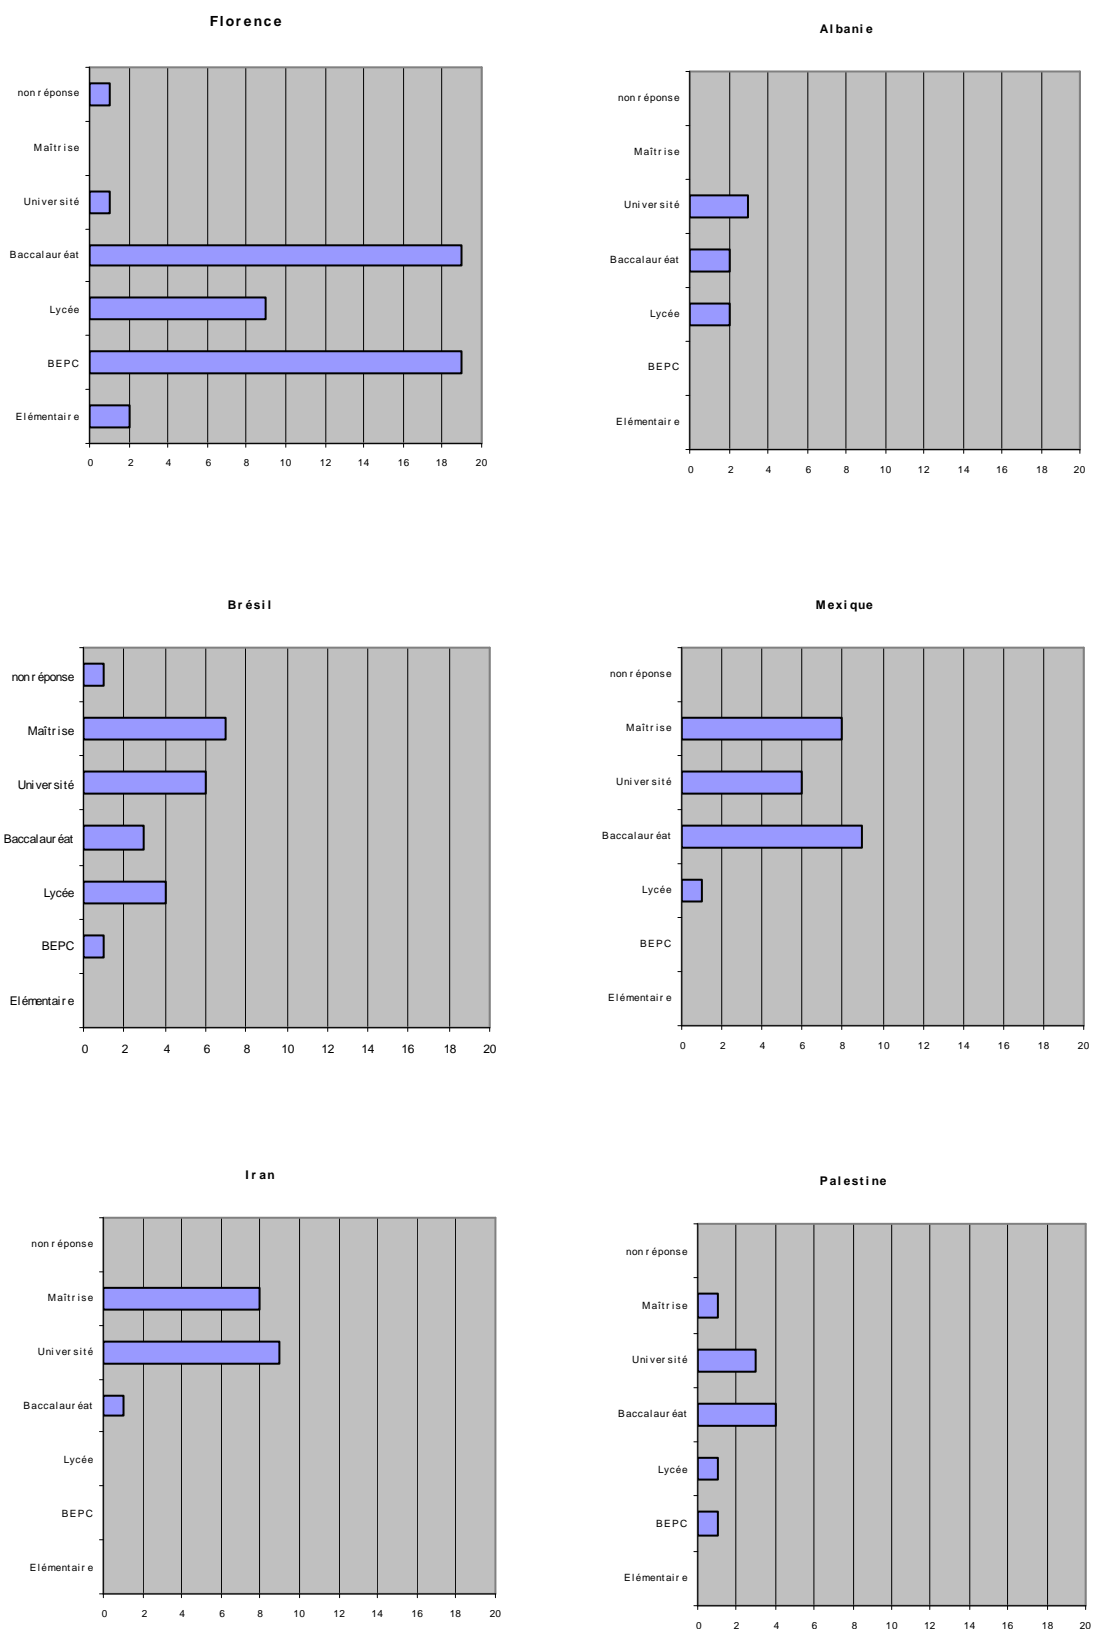 Florence
non réponse
Maîtrise
Université
Baccalauréat
Lycée
BEPC
Elémentaire
0 2 4 6 8 10 12 14 16 18 20
Albanie
non réponse
Maîtrise
Université
Baccalauréat
Lycée
BEPC
Elémentaire
0 2 4 6 8 10 12 14 16 18 20
Brésil
non réponse
Maîtrise
Université
Baccalauréat
Lycée
BEPC
Elémentaire
0 2 4 6 8 10 12 14 16 18 20
Mexique
non réponse
Maîtrise
Université
Baccalauréat
Lycée
BEPC
Elémentaire
0 2 4 6 8 10 12 14 16 18 20
Iran
non réponse
Maîtrise
Université
Baccalauréat
Lycée
BEPC
Elémentaire
0 2 4 6 8 10 12 14 16 18 20
Palestine
non réponse
Maîtrise
Université
Baccalauréat
Lycée
BEPC
Elémentaire
0 2 4 6 8 10 12 14 16 18 20